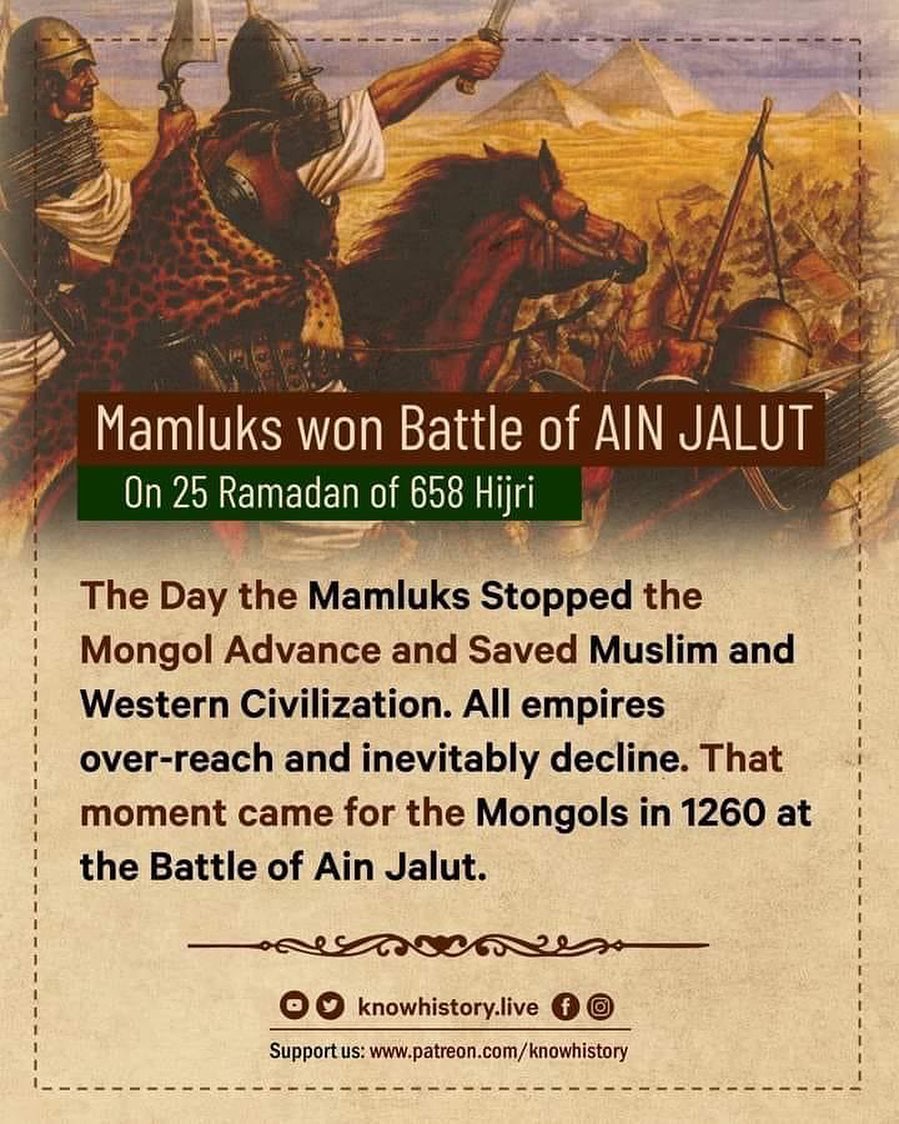 Mamluks won Battle of AIN JALUT
On 25 Ramadan of 658 Hijri
The Day the Mamluks Stopped the
Mongol Advance and Saved Muslim and
Western Civilization. All empires
over-reach and inevitably decline. That
moment came for the Mongols in 1260 at
the Battle of Ain Jalut.
knowhistory.live
Support us: www.patreon.com/knowhistory